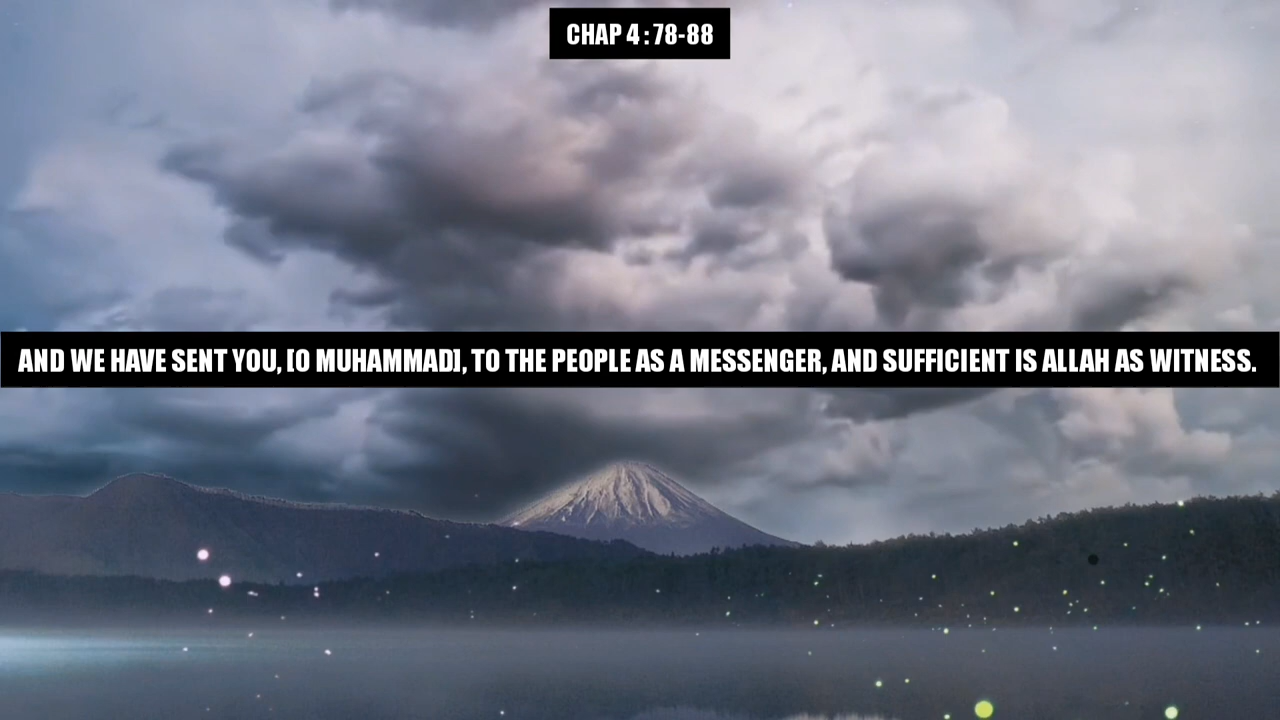 CHAP 4 : 78-88
AND WE HAVE SENT YOU, [O MUHAMMAD], TO THE PEOPLE AS A MESSENGER, AND SUFFICIENT IS ALLAH AS WITNESS.